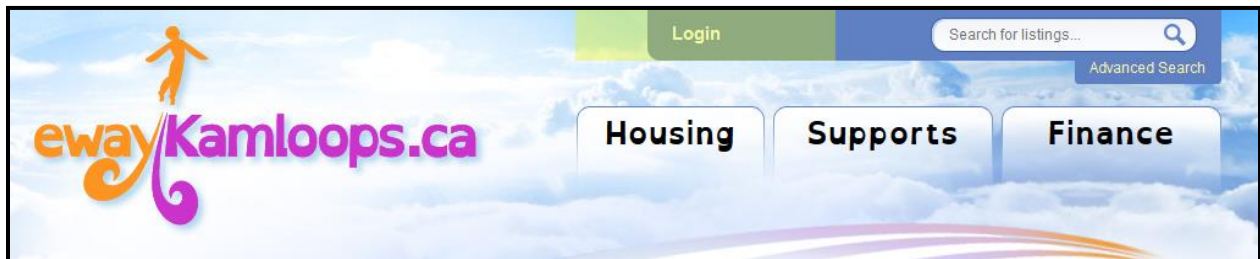 Login
Search for listings...
Advanced Search
ewayKamloops.ca
Housing
Supports
Finance